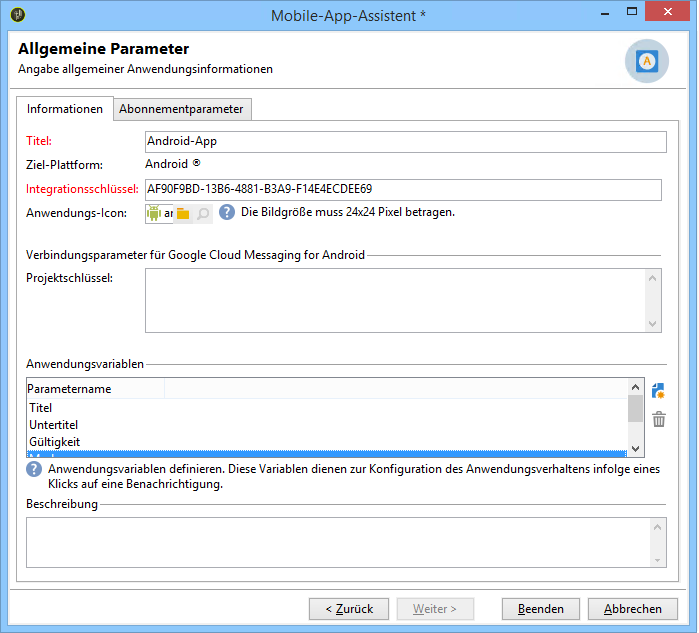 Mobile-App-Assistent *
Allgemeine Parameter
Angabe allgemeiner Anwendungsinformationen
Informationen
Abonnementparameter
Titel:
Android-App
Ziel-Plattform:
Android ®
Integrationsschlüssel:
AF90F9BD-13B6-4881-B3A9-F14E4ECDEE69
Anwendungs-Icon:
Die Bildgröße muss 24x24 Pixel betragen.
Verbindungsparameter für Google Cloud Messaging for Android
Projektschlüssel:
Anwendungsvariablen
Parametername
Titel
Untertitel
Gültigkeit
Anwendungsvariablen definieren. Diese Variablen dienen zur Konfiguration des Anwendungsverhaltens infolge eines
Klicks auf eine Benachrichtigung.
Beschreibung
< Zurück
Weiter >
Beenden
Abbrechen